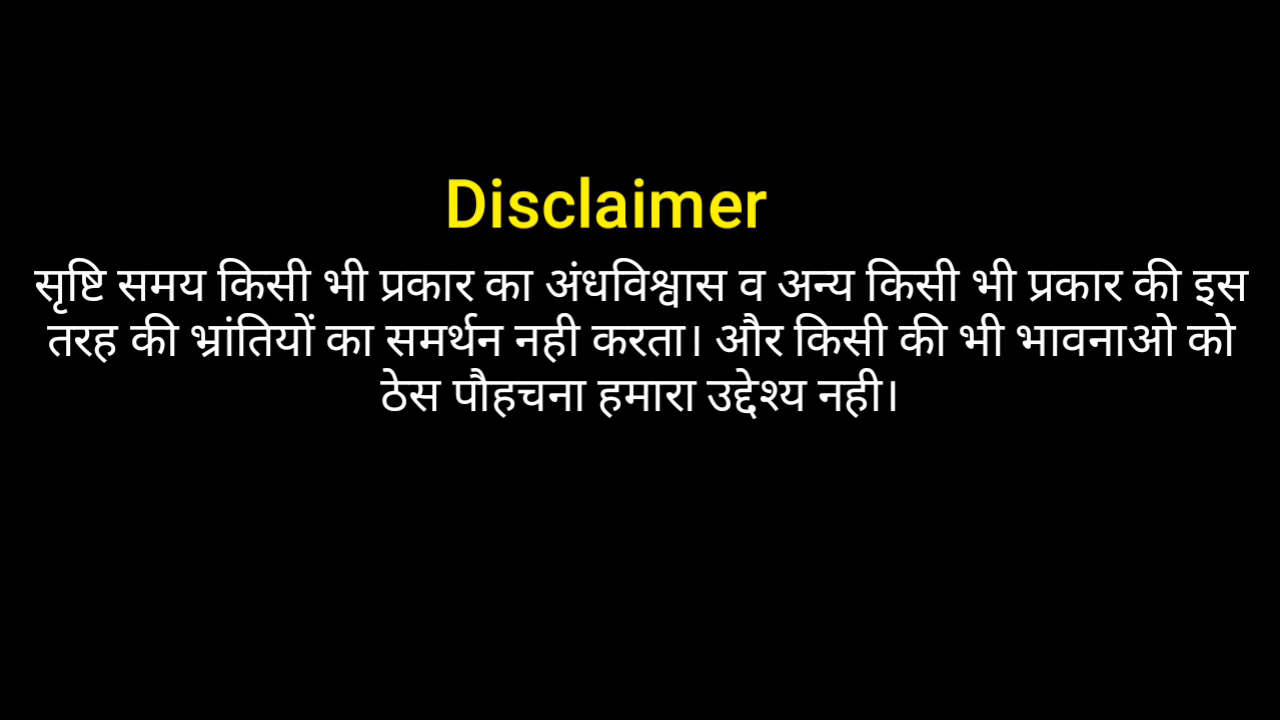 Disclaimer
सृष्टि समय किसी भी प्रकार का अंधविश्वास व अन्य किसी भी प्रकार की इस
तरह की भ्रांतियों का समर्थन नही करता। और किसी की भी भावनाओ को
ठेस पौहचना हमारा उद्देश्य नही।